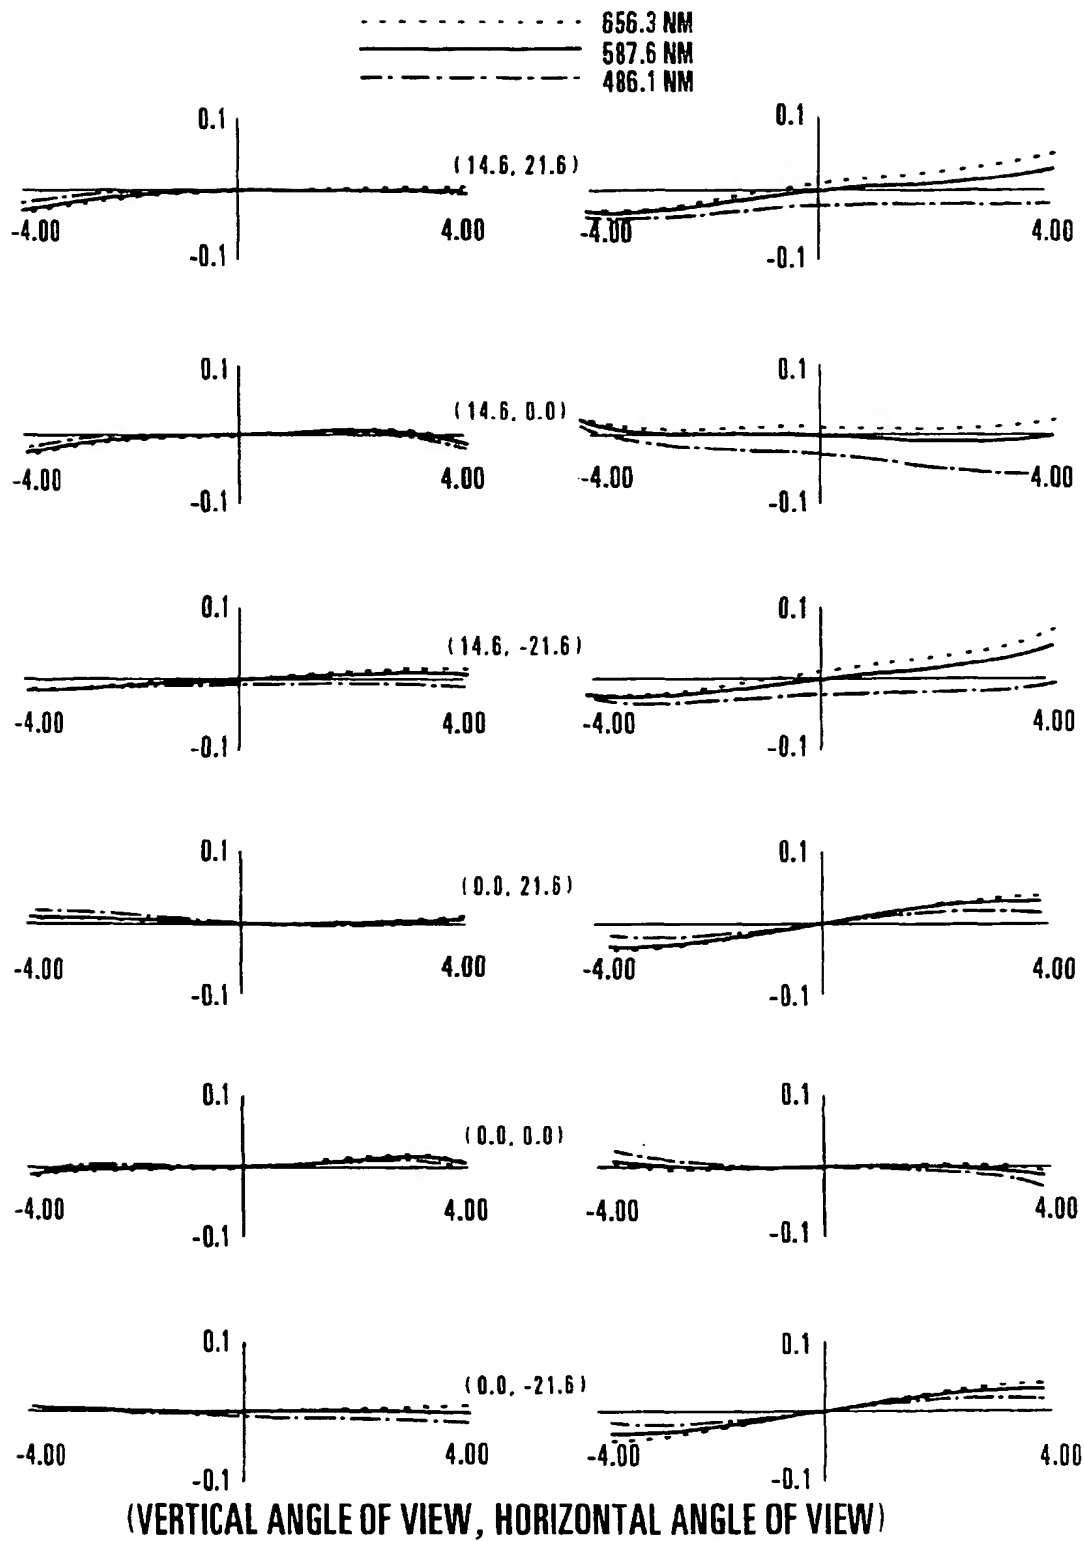 656.3 NM
587.6 NM
486.1 NM
0.1 0.1
(14.6, 21.6)
-4.00 4.00 -4.00 4.00
-0.1 -0.1
0.1 0.1
(14.6, 0.0)
-4.00 4.00 -4.00 4.00
-0.1 -0.1
0.1 0.1
(14.6, -21.6)
-4.00 4.00 -4.00 4.00
-0.1 -0.1
0.1 0.1
(0.0, 21.6)
-4.00 4.00 -4.00 4.00
-0.1 -0.1
0.1 0.1
(0.0, 0.0)
-4.00 4.00 -4.00 4.00
-0.1 -0.1
0.1 0.1
(0.0, -21.6)
-4.00 4.00 -4.00 4.00
-0.1 -0.1
(VERTICAL ANGLE OF VIEW, HORIZONTAL ANGLE OF VIEW)